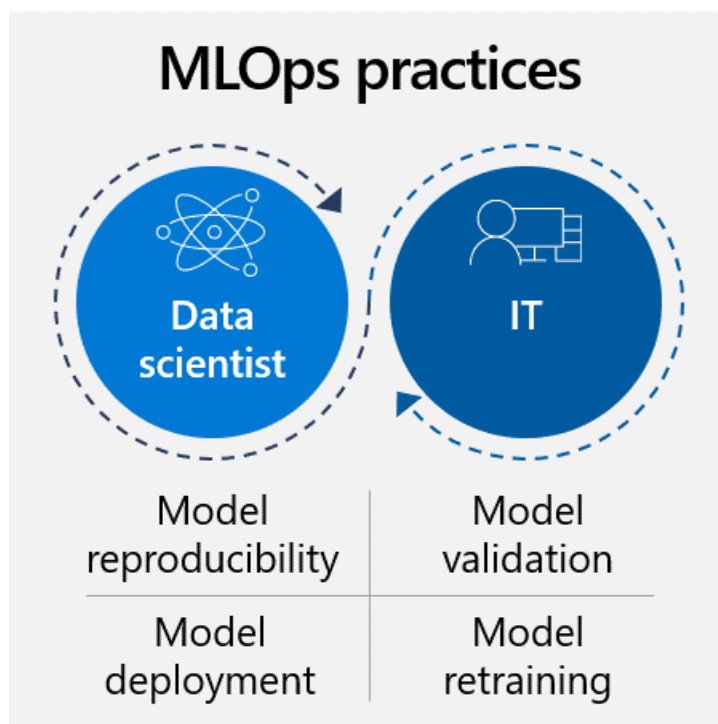 MLOps practices
Data
scientist
IT
Model
reproducibility
Model
validation
Model
deployment
Model
retraining